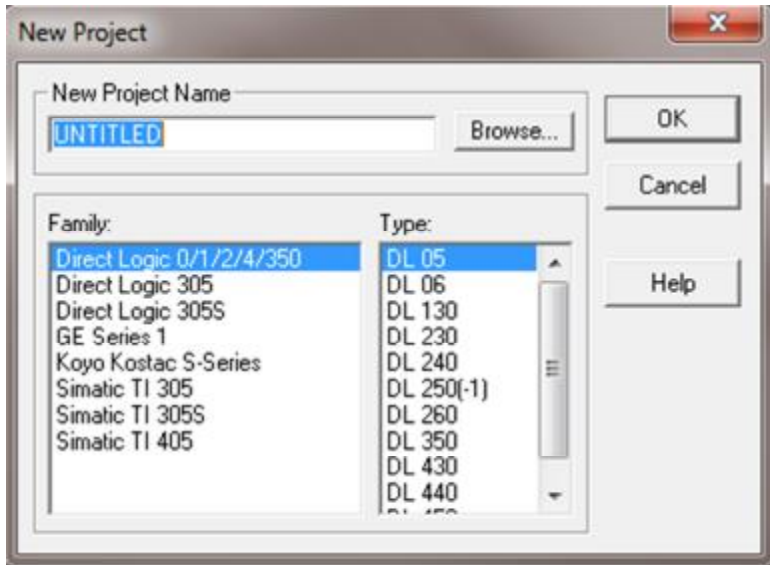 New Project
New Project Name
UNTITLED
Browse...
OK
Cancel
Family:
Direct Logic 0/1/2/4/350
Direct Logic 305
Direct Logic 305S
GE Series 1
Koyo Kostac S-Series
Simatic TI 305
Simatic TI 305S
Simatic TI 405
Type:
DL 05
DL 06
DL 130
DL 230
DL 240
DL 250(-1)
DL 260
DL 350
DL 430
DL 440
Help